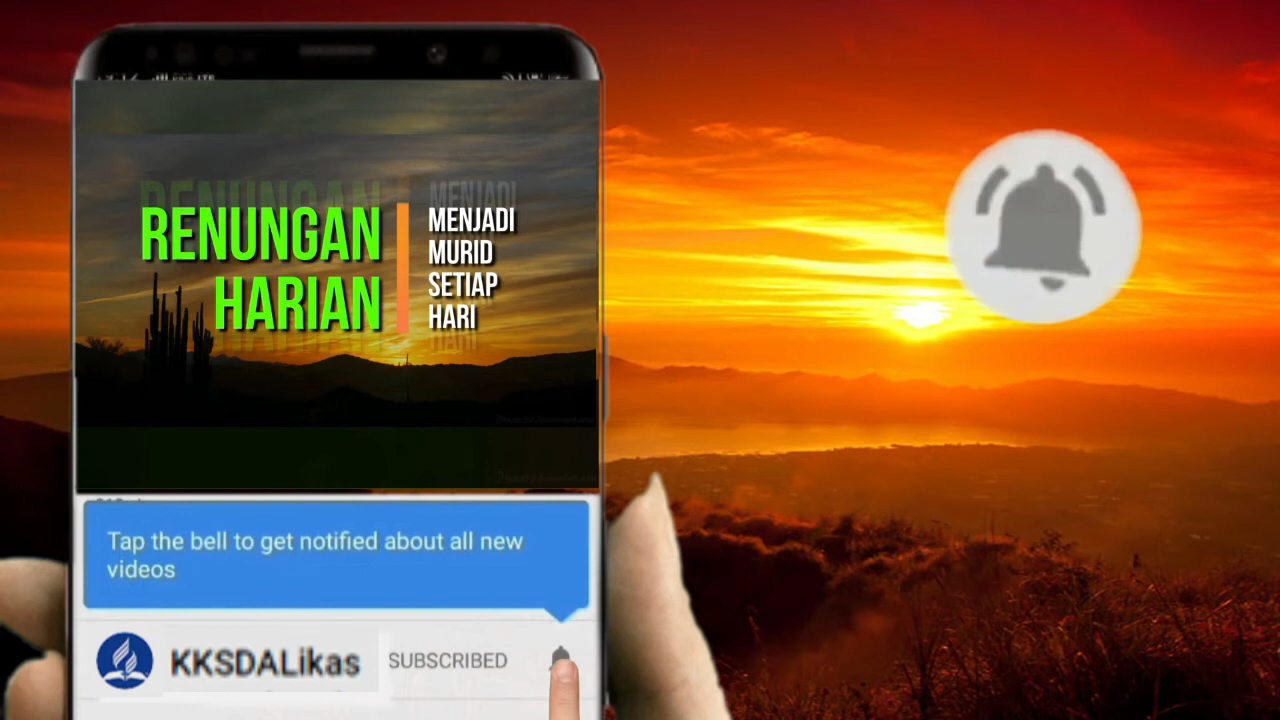 RENUNGAN
HARIAN
MENJADI
MURID
SETIAP
HARI
Tap the bell to get notified about all new
videos
KKSDALikas
SUBSCRIBED